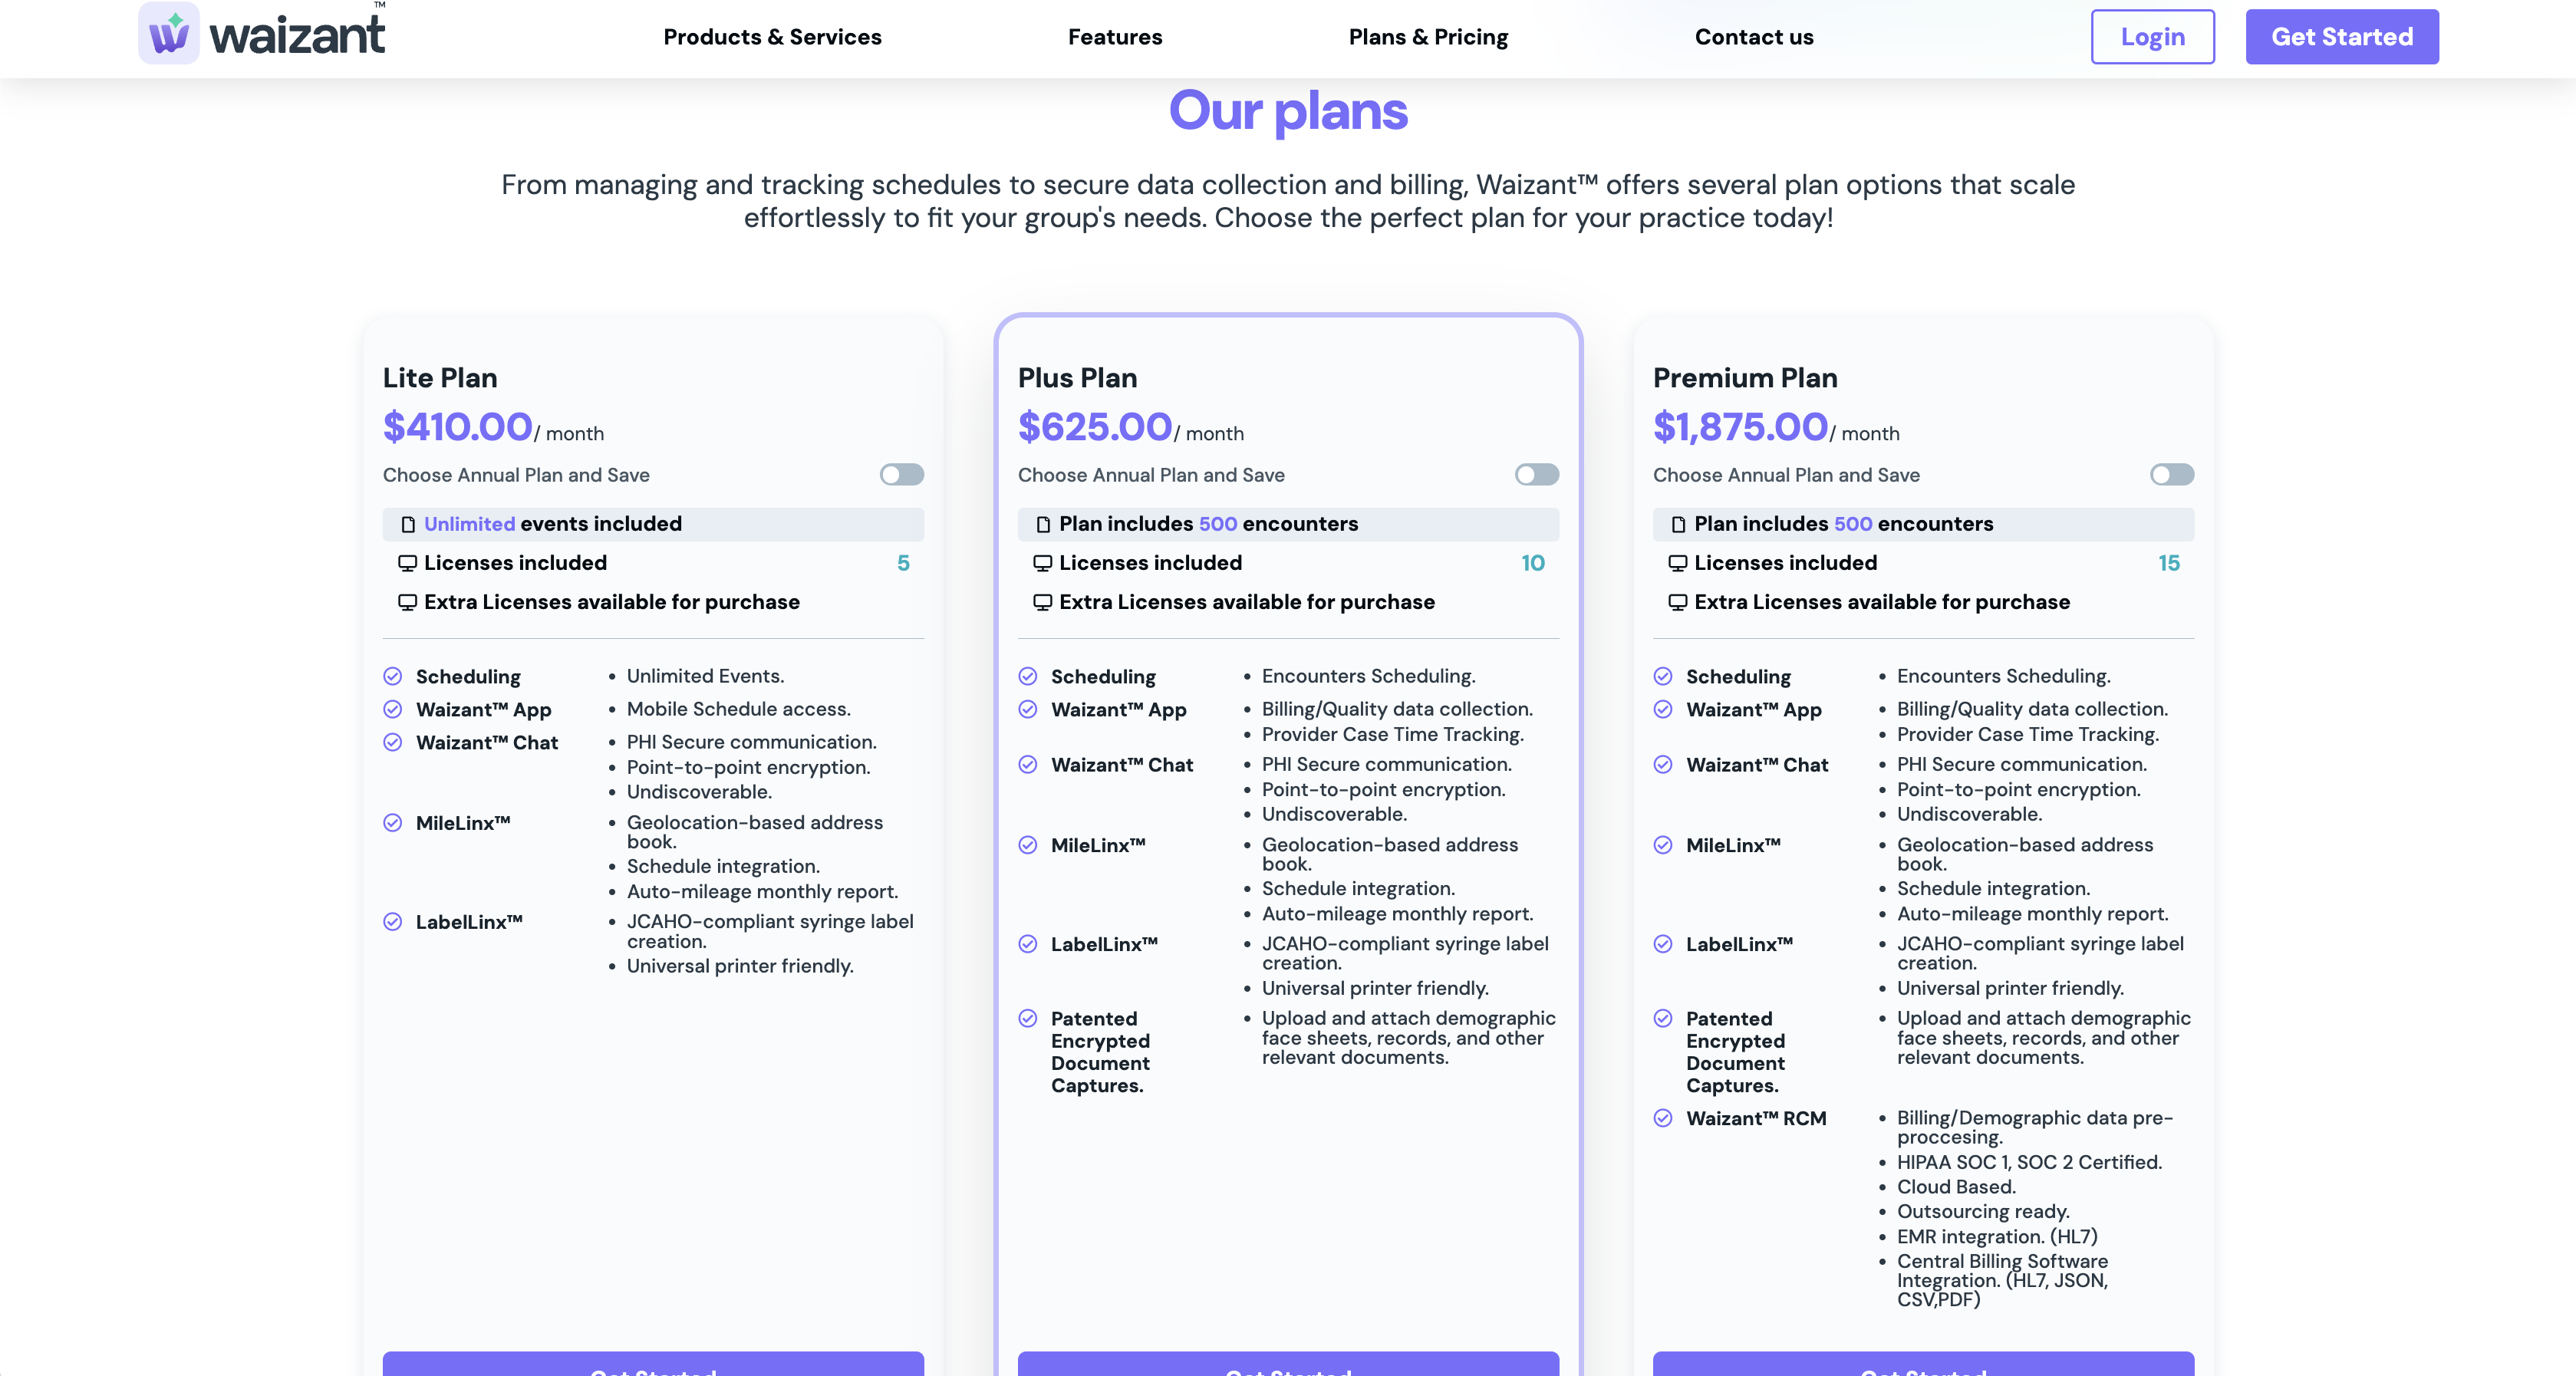 waizant™
Products & Services
Features
Plans & Pricing
Contact us
Login
Get Started
Our plans
From managing and tracking schedules to secure data collection and billing, Waizant™ offers several plan options that scale
effortlessly to fit your group's needs. Choose the perfect plan for your practice today!
Lite Plan
$410.00/ month
Choose Annual Plan and Save
Unlimited events included
Licenses included 5
Extra Licenses available for purchase
Scheduling
• Unlimited Events.
Waizant™ App
• Mobile Schedule access.
Waizant™ Chat
• PHI Secure communication.
• Point-to-point encryption.
• Undiscoverable.
MileLinx™
• Geolocation-based address
book.
• Schedule integration.
• Auto-mileage monthly report.
LabelLinx™
• JCAHO-compliant syringe label
creation.
• Universal printer friendly.
Get Started
Plus Plan
$625.00/ month
Choose Annual Plan and Save
Plan includes 500 encounters
Licenses included 10
Extra Licenses available for purchase
Scheduling
• Encounters Scheduling.
Waizant™ App
• Billing/Quality data collection.
• Provider Case Time Tracking.
Waizant™ Chat
• PHI Secure communication.
• Point-to-point encryption.
• Undiscoverable.
MileLinx™
• Geolocation-based address
book.
• Schedule integration.
• Auto-mileage monthly report.
LabelLinx™
• JCAHO-compliant syringe label
creation.
• Universal printer friendly.
Patented
Encrypted
Document
Captures.
• Upload and attach demographic
face sheets, records, and other
relevant documents.
Get Started
Premium Plan
$1,875.00/ month
Choose Annual Plan and Save
Plan includes 500 encounters
Licenses included 15
Extra Licenses available for purchase
Scheduling
• Encounters Scheduling.
Waizant™ App
• Billing/Quality data collection.
• Provider Case Time Tracking.
Waizant™ Chat
• PHI Secure communication.
• Point-to-point encryption.
• Undiscoverable.
MileLinx™
• Geolocation-based address
book.
• Schedule integration.
• Auto-mileage monthly report.
LabelLinx™
• JCAHO-compliant syringe label
creation.
• Universal printer friendly.
Patented
Encrypted
Document
Captures.
• Upload and attach demographic
face sheets, records, and other
relevant documents.
Waizant™ RCM
• Billing/Demographic data pre-
proccesing.
• HIPAA SOC 1, SOC 2 Certified.
• Cloud Based.
• Outsourcing ready.
• EMR integration. (HL7)
• Central Billing Software
Integration. (HL7, JSON,
CSV,PDF)
Get Started